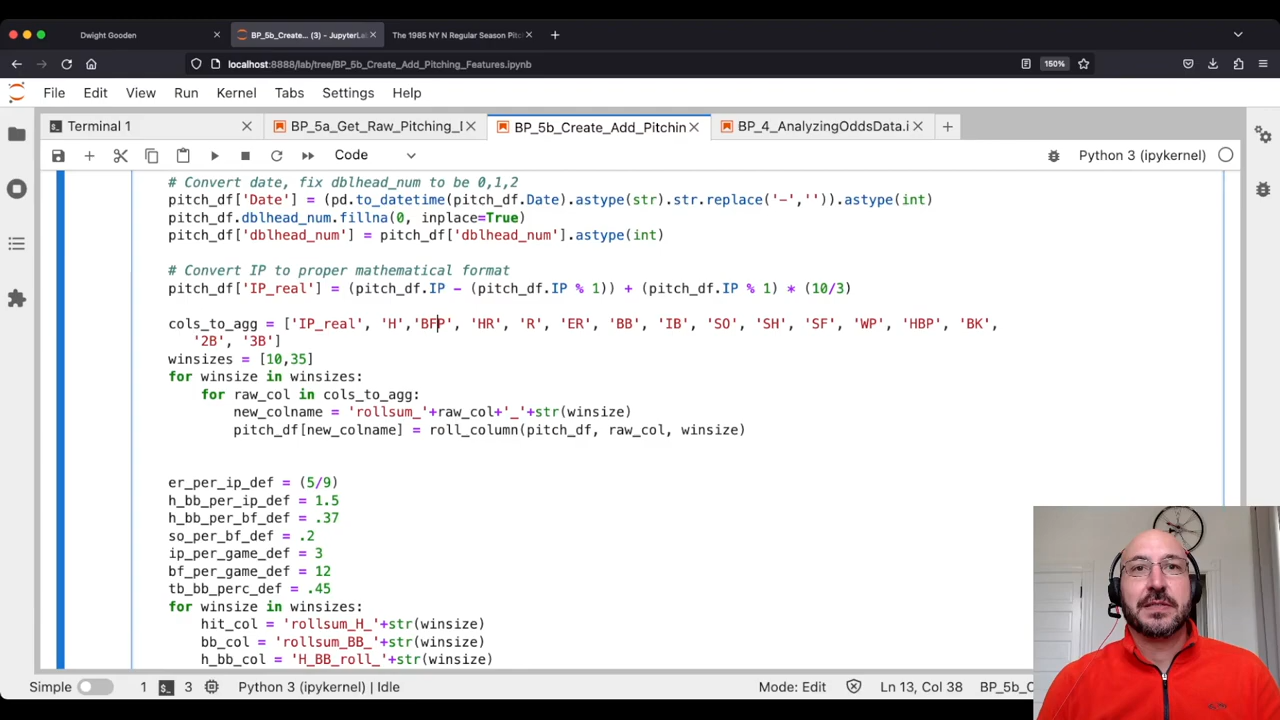 Dwight Gooden
BP_5b_Create... (3) - JupyterLab
The 1985 NY N Regular Season Pitc
localhost:8888/lab/tree/BP_5b_Create_Add_Pitching_Features.ipynb
150%
File Edit View Run Kernel Tabs Settings Help
Terminal 1
BP_5a_Get_Raw_Pitching_
BP_5b_Create_Add_Pitchin
BP_4_AnalyzingOddsData.i
Code
Python 3 (ipykernel)
# Convert date, fix dblhead_num to be 0,1,2
pitch_df['Date'] = (pd.to_datetime(pitch_df.Date).astype(str).str.replace('-','')).astype(int)
pitch_df.dblhead_num.fillna(0, inplace=True)
pitch_df['dblhead_num'] = pitch_df['dblhead_num'].astype(int)
# Convert IP to proper mathematical format
pitch_df['IP_real'] = (pitch_df.IP - (pitch_df.IP % 1)) + (pitch_df.IP % 1) * (10/3)
cols_to_agg = ['IP_real', 'H','BFP', 'HR', 'R', 'ER', 'BB', 'IB', 'SO', 'SH', 'SF', 'WP', 'HBP', 'BK',
'2B', '3B']
winsizes = [10,35]
for winsize in winsizes:
for raw_col in cols_to_agg:
new_colname = 'rollsum_'+raw_col+'_'+str(winsize)
pitch_df[new_colname] = roll_column(pitch_df, raw_col, winsize)
er_per_ip_def = (5/9)
h_bb_per_ip_def = 1.5
h_bb_per_bf_def = .37
so_per_bf_def = .2
ip_per_game_def = 3
bf_per_game_def = 12
tb_bb_perc_def = .45
for winsize in winsizes:
hit_col = 'rollsum_H_'+str(winsize)
bb_col = 'rollsum_BB_'+str(winsize)
h_bb_col = 'H_BB_roll_'+str(winsize)
Simple 1 3 Python 3 (ipykernel) | Idle Mode: Edit Ln 13, Col 38 BP_5b_C